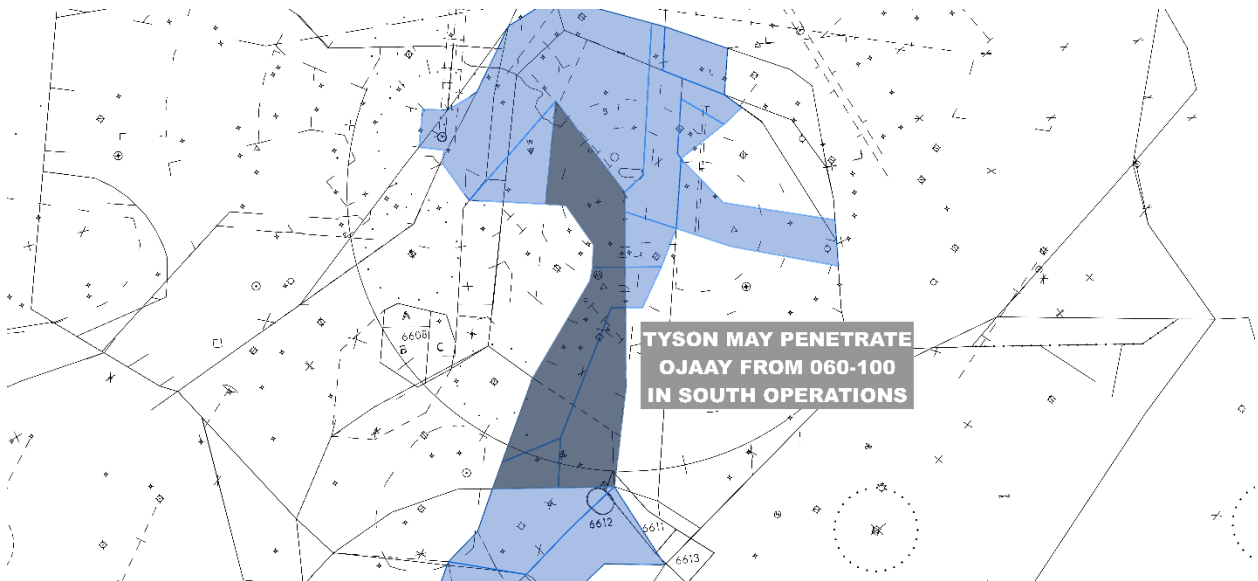 6608
A
B
C
TYSON MAY PENETRATE
OJAAY FROM 060-100
IN SOUTH OPERATIONS
6612
6611
6613